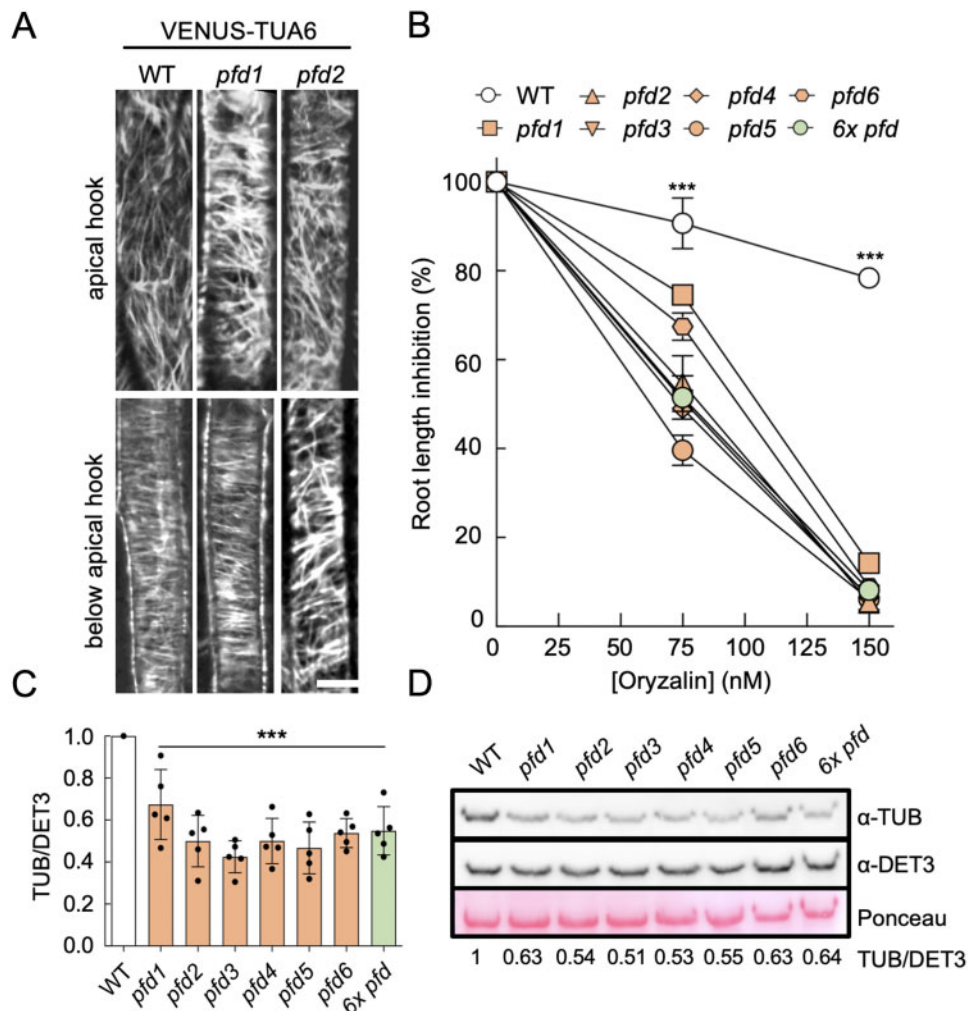 A
VENUS-TUA6
WT pfd1 pfd2
apical hook
below apical hook
B
WT pfd2 pfd4 pfd6
pfd1 pfd3 pfd5 6x pfd
Root length inhibition (%)
100
80
60
40
20
0
***
***
0 25 50 75 100 125 150
[Oryzalin] (nM)
C
TUB/DET3
1.0
0.8
0.6
0.4
0.2
0.0
***
WT pfd1 pfd2 pfd3 pfd4 pfd5 pfd6 6x pfd
D
WT pfd1 pfd2 pfd3 pfd4 pfd5 pfd6 6x pfd
α-TUB
α-DET3
Ponceau
1 0.63 0.54 0.51 0.53 0.55 0.63 0.64 TUB/DET3